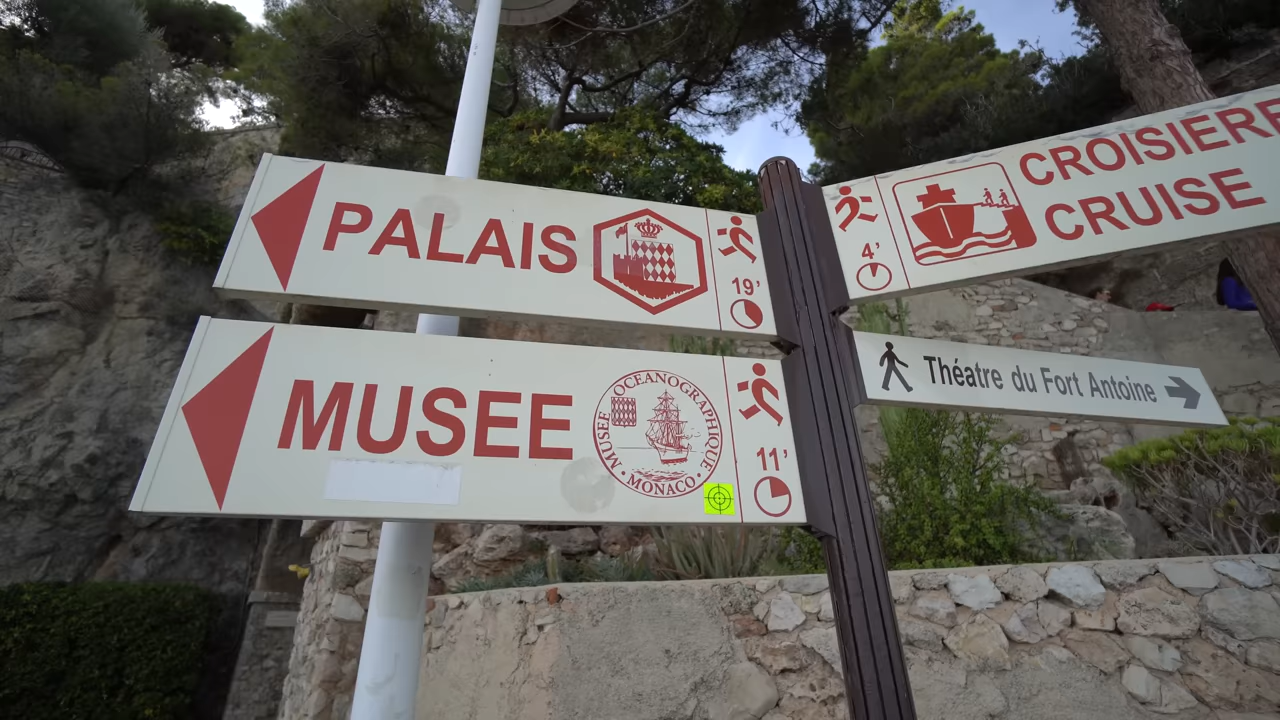 PALAIS
19'
MUSEE
MUSEE OCEANOGRAPHIQUE
MONACO
11'
4'
CROISIERE
CRUISE
Théatre du Fort Antoine